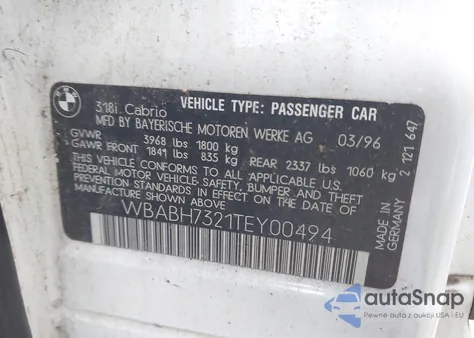 BMW
318i Cabrio VEHICLE TYPE: PASSENGER CAR
MFD BY BAYERISCHE MOTOREN WERKE AG 03/96
GVWR 3968 lbs 1800 kg
GAWR FRONT 1841 lbs 835 kg REAR 2337 lbs 1060 kg
THIS VEHICLE CONFORMS TO ALL APPLICABLE U.S.
FEDERAL MOTOR VEHICLE SAFETY, BUMPER AND THEFT
PREVENTION STANDARDS IN EFFECT ON THE DATE OF
MANUFACTURE SHOWN ABOVE.
WBABH7321TEY00494
MADE IN
GERMANY
2 121 647
autaSnap
Pewne auta z aukcji USA i EU